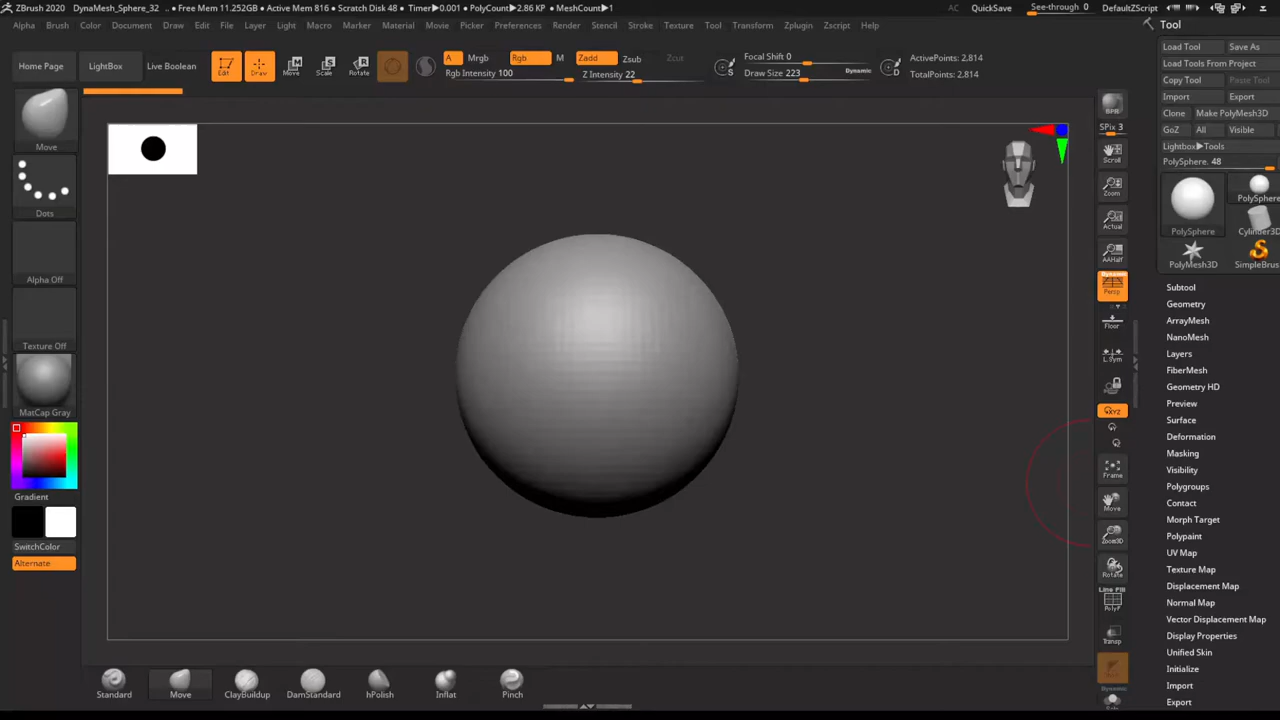 ZBrush 2020 DynaMesh_Sphere_32 .. • Free Mem 11.252GB • Active Mem 816 • Scratch Disk 48 • Timer▶0.001 • PolyCount▶2.86 KP • MeshCount▶1 AC QuickSave See-through 0 DefaultZScript
Alpha Brush Color Document Draw Edit File Layer Light Macro Marker Material Movie Picker Preferences Render Stencil Stroke Texture Tool Transform Zplugin Zscript Help
Home Page
LightBox
Live Boolean
Edit
Draw
Move
Scale
Rotate
A
Mrgb
Rgb
M
Rgb Intensity 100
Zadd
Zsub
Zcut
Z Intensity 22
S
Focal Shift 0
Draw Size 223
Dynamic
D
ActivePoints: 2,814
TotalPoints: 2,814
Move
Dots
Alpha Off
Texture Off
MatCap Gray
Gradient
SwitchColor
Alternate
Standard
Move
ClayBuildup
DamStandard
hPolish
Inflat
Pinch
BPR
SPix 3
Scroll
Zoom
Actual
AAHalf
Dynamic
Persp
Floor
L.Sym
XYZ
Frame
Move
Zoom3D
Rotate
Line Fill
PolyF
Transp
Dynamic
Solo
Tool
Load Tool
Save As
Load Tools From Project
Copy Tool
Paste Tool
Import
Export
Clone
Make PolyMesh3D
GoZ
All
Visible
Lightbox▶Tools
PolySphere. 48
PolySphere
PolySphere
Cylinder3D
PolyMesh3D
SimpleBrus
Subtool
Geometry
ArrayMesh
NanoMesh
Layers
FiberMesh
Geometry HD
Preview
Surface
Deformation
Masking
Visibility
Polygroups
Contact
Morph Target
Polypaint
UV Map
Texture Map
Displacement Map
Normal Map
Vector Displacement Map
Display Properties
Unified Skin
Initialize
Import
Export